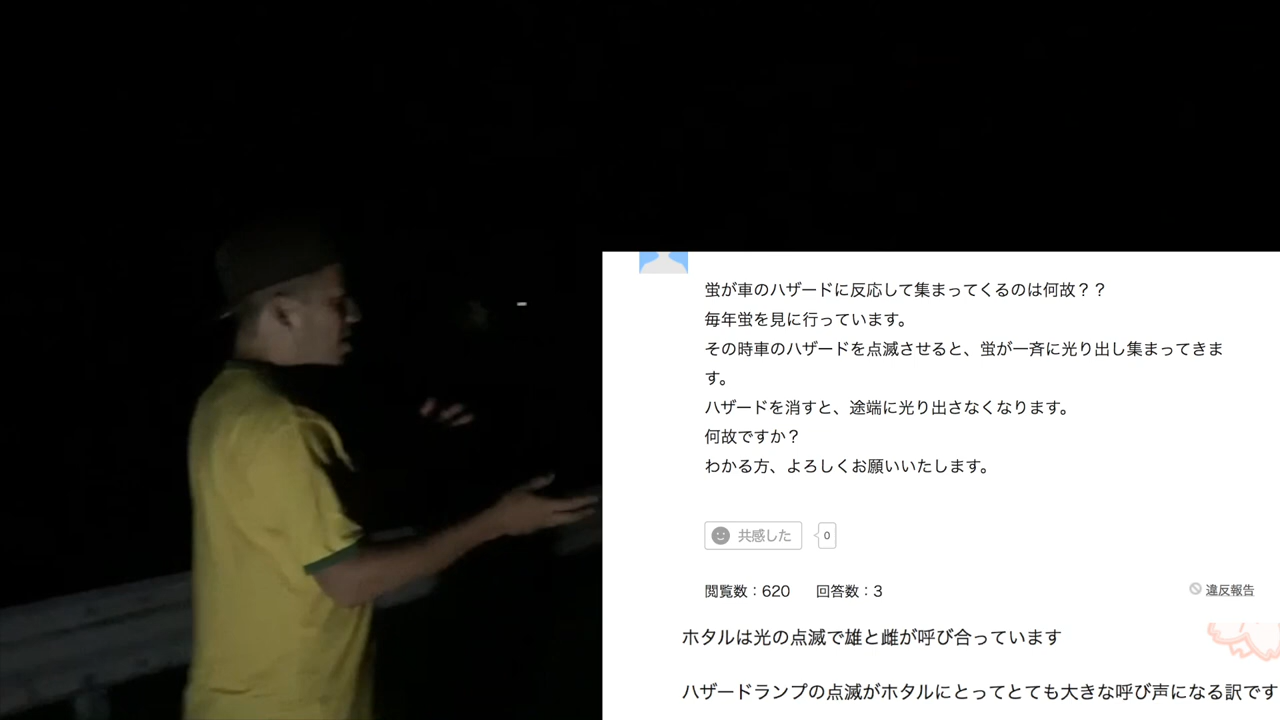 蛍が車のハザードに反応して集まってくるのは何故？？
毎年蛍を見に行っています。
その時車のハザードを点滅させると、蛍が一斉に光り出し集まってきま
す。
ハザードを消すと、途端に光り出さなくなります。
何故ですか？
わかる方、よろしくお願いいたします。
共感した 0
閲覧数：620 回答数：3 違反報告
ホタルは光の点滅で雄と雌が呼び合っています
ハザードランプの点滅がホタルにとってとても大きな呼び声になる訳です